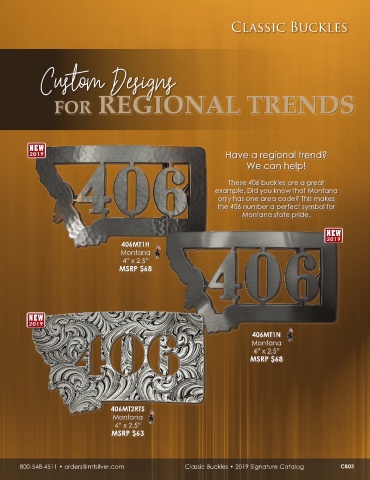 CLASSIC BUCKLES
Custom Designs
FOR REGIONAL TRENDS
NEW
2019
406
Have a regional trend?
We can help!
These 406 buckles are a great
example. Did you know that Montana
only has one area code? This makes
the 406 number a perfect symbol for
Montana state pride.
406MT1H
Montana
4" x 2.5"
MSRP $68
NEW
2019
406
NEW
2019
406
406MT1N
Montana
4" x 2.5"
MSRP $68
406MT2RTS
Montana
4" x 2.5"
MSRP $63
800-548-4511 • orders@mtsilver.com
Classic Buckles • 2019 Signature Catalog
CB03